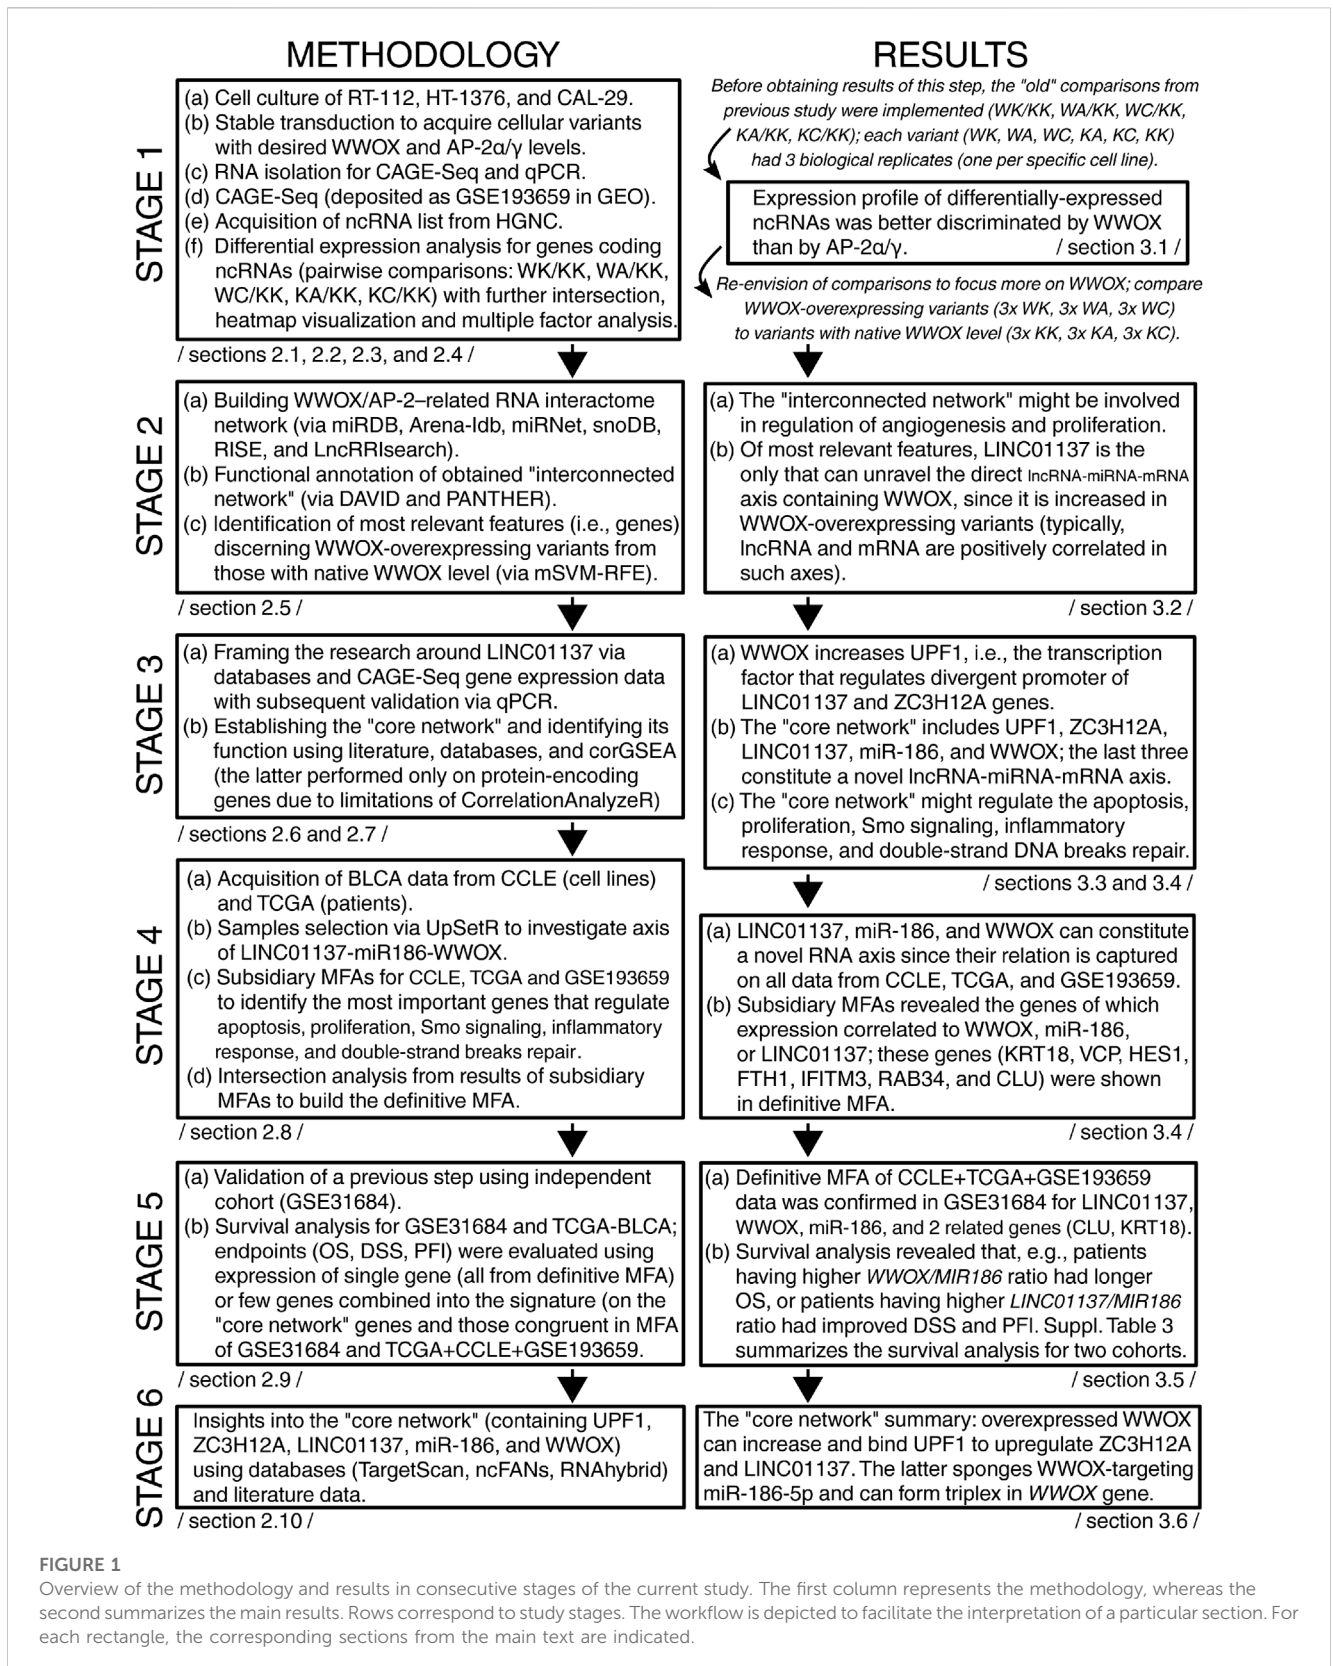 METHODOLOGY
RESULTS
STAGE 1
(a) Cell culture of RT-112, HT-1376, and CAL-29.
(b) Stable transduction to acquire cellular variants
with desired WWOX and AP-2α/γ levels.
(c) RNA isolation for CAGE-Seq and qPCR.
(d) CAGE-Seq (deposited as GSE193659 in GEO).
(e) Acquisition of ncRNA list from HGNC.
(f) Differential expression analysis for genes coding
ncRNAs (pairwise comparisons: WK/KK, WA/KK,
WC/KK, KA/KK, KC/KK) with further intersection,
heatmap visualization and multiple factor analysis.
/ sections 2.1, 2.2, 2.3, and 2.4 /
Before obtaining results of this step, the "old" comparisons from
previous study were implemented (WK/KK, WA/KK, WC/KK,
KA/KK, KC/KK); each variant (WK, WA, WC, KA, KC, KK)
had 3 biological replicates (one per specific cell line).
Expression profile of differentially-expressed
ncRNAs was better discriminated by WWOX
than by AP-2α/γ. / section 3.1 /
Re-envision of comparisons to focus more on WWOX; compare
WWOX-overexpressing variants (3x WK, 3x WA, 3x WC)
to variants with native WWOX level (3x KK, 3x KA, 3x KC).
STAGE 2
(a) Building WWOX/AP-2–related RNA interactome
network (via miRDB, Arena-Idb, miRNet, snoDB,
RISE, and LncRRIsearch).
(b) Functional annotation of obtained "interconnected
network" (via DAVID and PANTHER).
(c) Identification of most relevant features (i.e., genes)
discerning WWOX-overexpressing variants from
those with native WWOX level (via mSVM-RFE).
/ section 2.5 /
(a) The "interconnected network" might be involved
in regulation of angiogenesis and proliferation.
(b) Of most relevant features, LINC01137 is the
only that can unravel the direct lncRNA-miRNA-mRNA
axis containing WWOX, since it is increased in
WWOX-overexpressing variants (typically,
lncRNA and mRNA are positively correlated in
such axes).
/ section 3.2 /
STAGE 3
(a) Framing the research around LINC01137 via
databases and CAGE-Seq gene expression data
with subsequent validation via qPCR.
(b) Establishing the "core network" and identifying its
function using literature, databases, and corGSEA
(the latter performed only on protein-encoding
genes due to limitations of CorrelationAnalyzeR)
/ sections 2.6 and 2.7 /
(a) WWOX increases UPF1, i.e., the transcription
factor that regulates divergent promoter of
LINC01137 and ZC3H12A genes.
(b) The "core network" includes UPF1, ZC3H12A,
LINC01137, miR-186, and WWOX; the last three
constitute a novel lncRNA-miRNA-mRNA axis.
(c) The "core network" might regulate the apoptosis,
proliferation, Smo signaling, inflammatory
response, and double-strand DNA breaks repair.
/ sections 3.3 and 3.4 /
STAGE 4
(a) Acquisition of BLCA data from CCLE (cell lines)
and TCGA (patients).
(b) Samples selection via UpSetR to investigate axis
of LINC01137-miR186-WWOX.
(c) Subsidiary MFAs for CCLE, TCGA and GSE193659
to identify the most important genes that regulate
apoptosis, proliferation, Smo signaling, inflammatory
response, and double-strand breaks repair.
(d) Intersection analysis from results of subsidiary
MFAs to build the definitive MFA.
/ section 2.8 /
(a) LINC01137, miR-186, and WWOX can constitute
a novel RNA axis since their relation is captured
on all data from CCLE, TCGA, and GSE193659.
(b) Subsidiary MFAs revealed the genes of which
expression correlated to WWOX, miR-186,
or LINC01137; these genes (KRT18, VCP, HES1,
FTH1, IFITM3, RAB34, and CLU) were shown
in definitive MFA.
/ section 3.4 /
STAGE 5
(a) Validation of a previous step using independent
cohort (GSE31684).
(b) Survival analysis for GSE31684 and TCGA-BLCA;
endpoints (OS, DSS, PFI) were evaluated using
expression of single gene (all from definitive MFA)
or few genes combined into the signature (on the
"core network" genes and those congruent in MFA
of GSE31684 and TCGA+CCLE+GSE193659.
/ section 2.9 /
(a) Definitive MFA of CCLE+TCGA+GSE193659
data was confirmed in GSE31684 for LINC01137,
WWOX, miR-186, and 2 related genes (CLU, KRT18).
(b) Survival analysis revealed that, e.g., patients
having higher WWOX/MIR186 ratio had longer
OS, or patients having higher LINC01137/MIR186
ratio had improved DSS and PFI. Suppl. Table 3
summarizes the survival analysis for two cohorts.
/ section 3.5 /
STAGE 6
Insights into the "core network" (containing UPF1,
ZC3H12A, LINC01137, miR-186, and WWOX)
using databases (TargetScan, ncFANs, RNAhybrid)
and literature data.
/ section 2.10 /
The "core network" summary: overexpressed WWOX
can increase and bind UPF1 to upregulate ZC3H12A
and LINC01137. The latter sponges WWOX-targeting
miR-186-5p and can form triplex in WWOX gene.
/ section 3.6 /
FIGURE 1
Overview of the methodology and results in consecutive stages of the current study. The first column represents the methodology, whereas the
second summarizes the main results. Rows correspond to study stages. The workflow is depicted to facilitate the interpretation of a particular section. For
each rectangle, the corresponding sections from the main text are indicated.